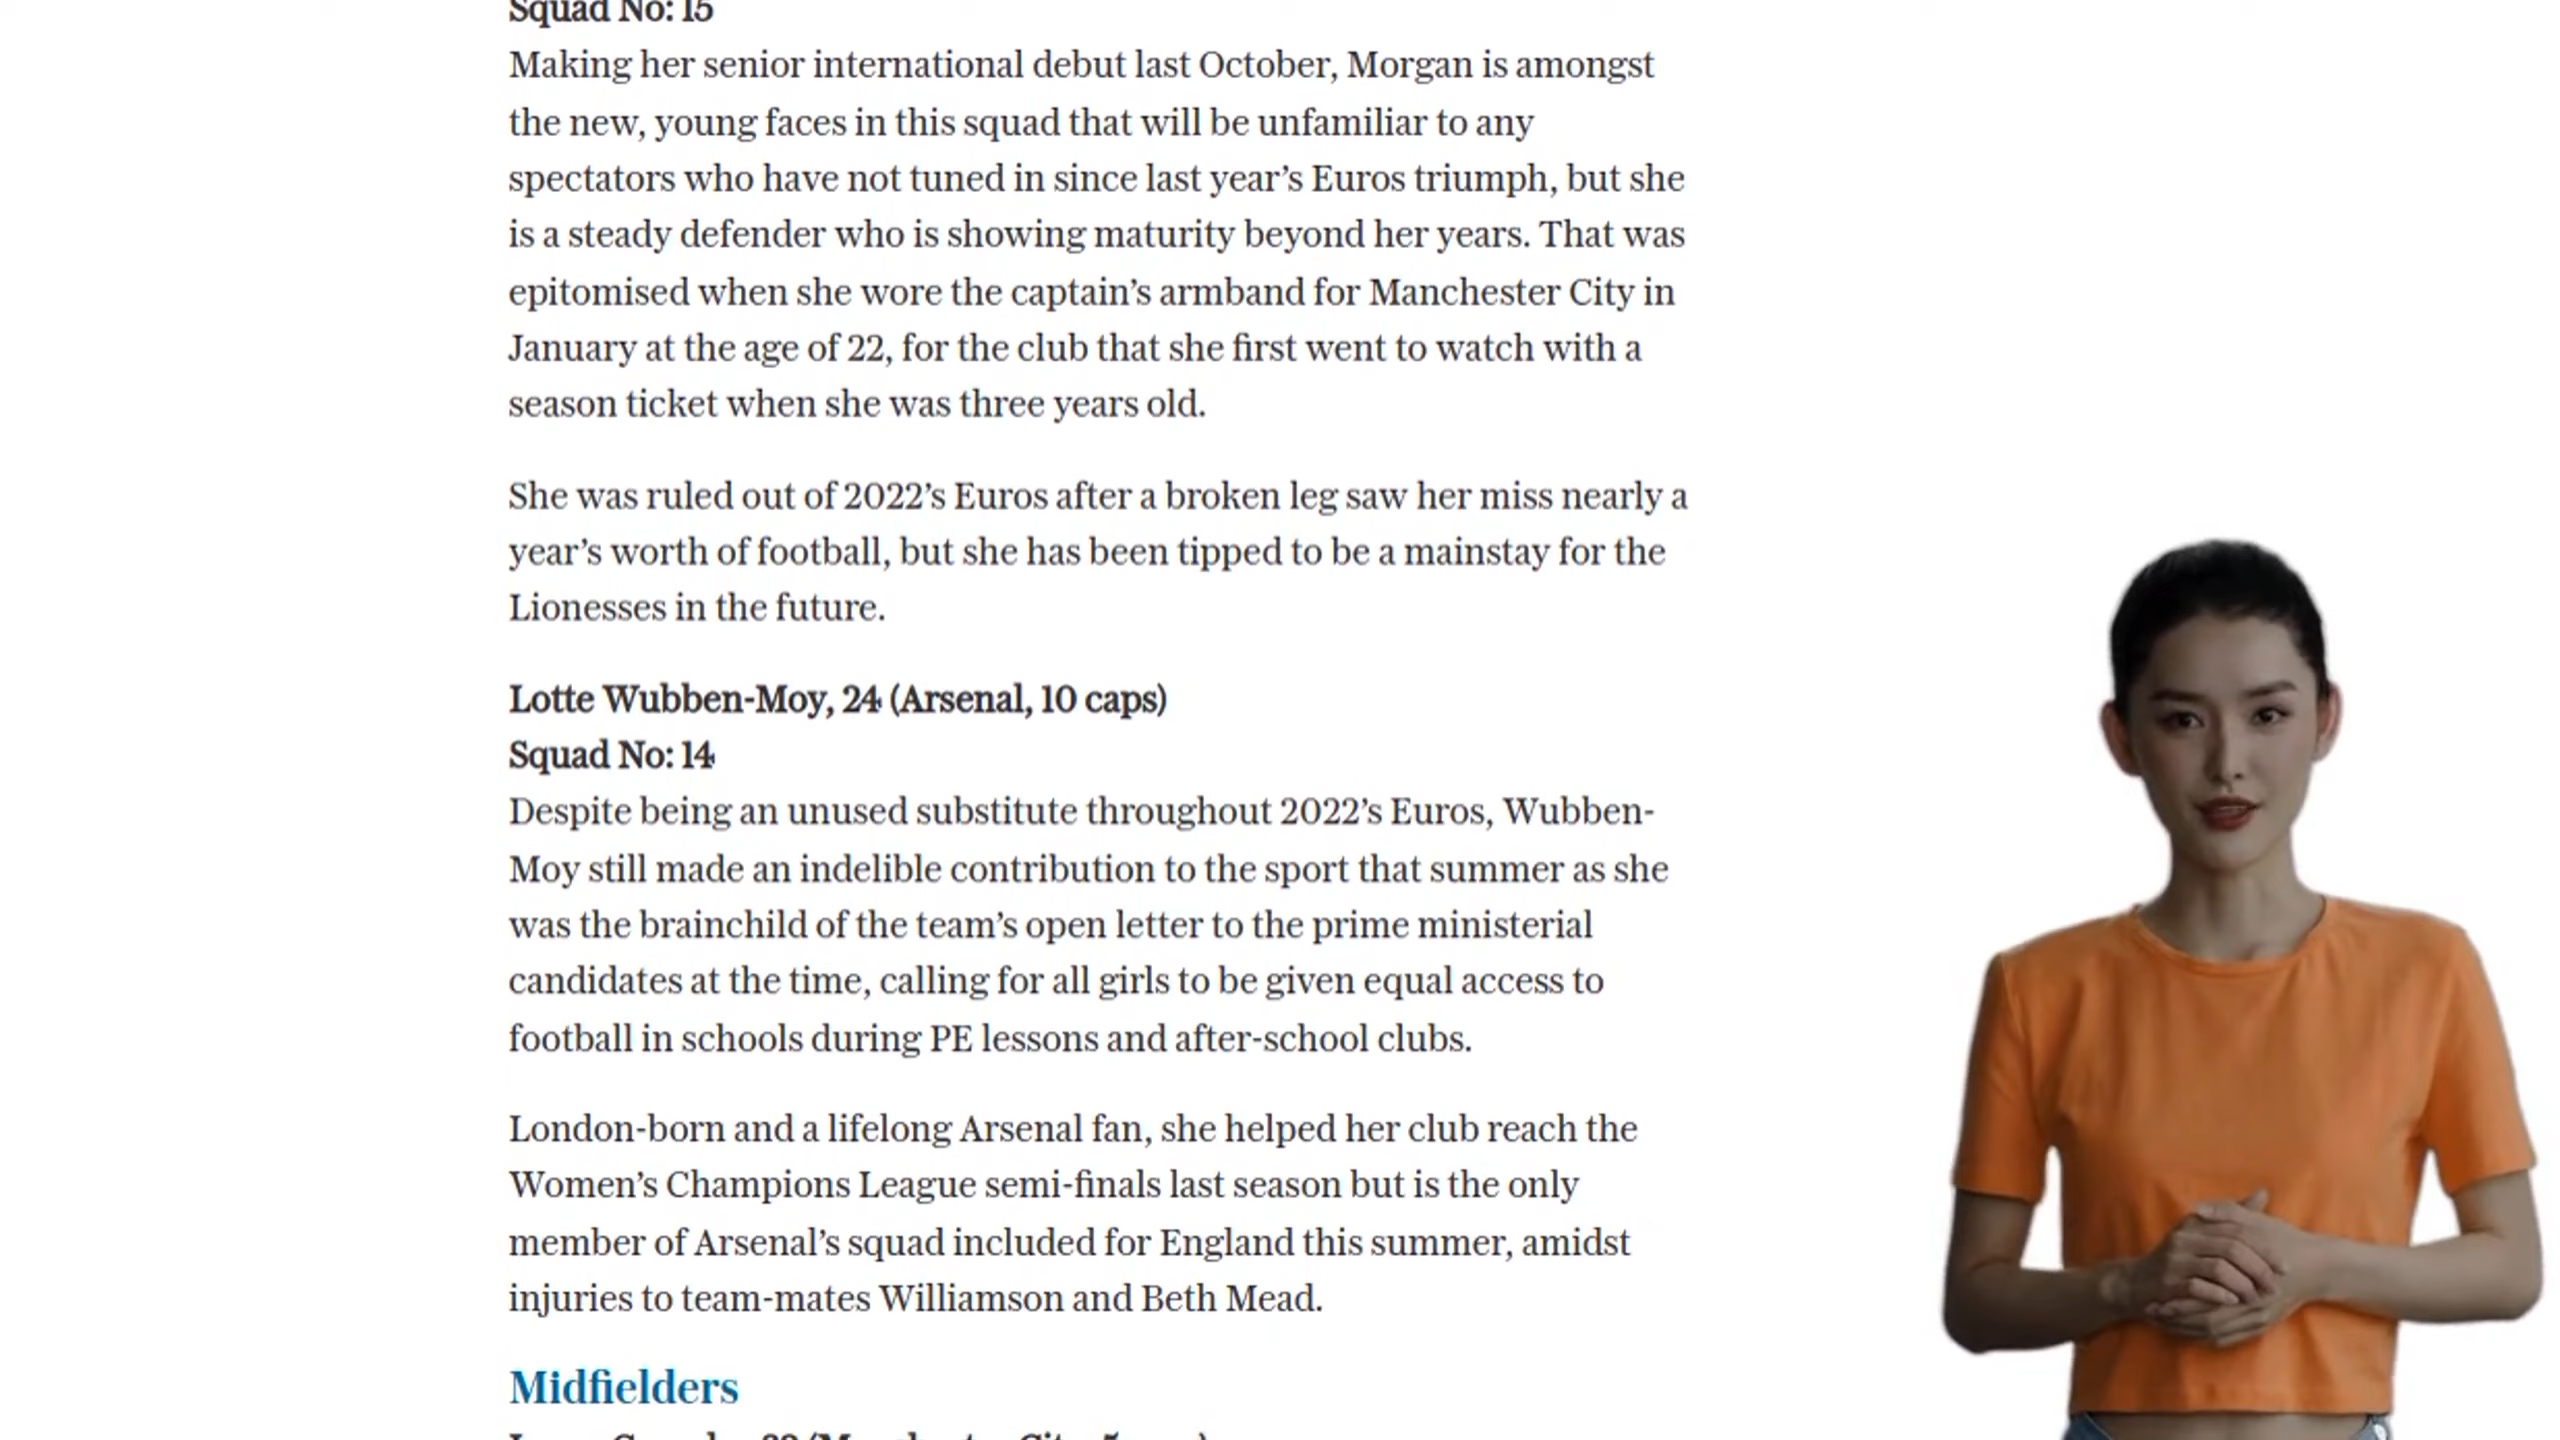 Squad No: 15
Making her senior international debut last October, Morgan is amongst
the new, young faces in this squad that will be unfamiliar to any
spectators who have not tuned in since last year’s Euros triumph, but she
is a steady defender who is showing maturity beyond her years. That was
epitomised when she wore the captain’s armband for Manchester City in
January at the age of 22, for the club that she first went to watch with a
season ticket when she was three years old.
She was ruled out of 2022’s Euros after a broken leg saw her miss nearly a
year’s worth of football, but she has been tipped to be a mainstay for the
Lionesses in the future.
Lotte Wubben-Moy, 24 (Arsenal, 10 caps)
Squad No: 14
Despite being an unused substitute throughout 2022’s Euros, Wubben-
Moy still made an indelible contribution to the sport that summer as she
was the brainchild of the team’s open letter to the prime ministerial
candidates at the time, calling for all girls to be given equal access to
football in schools during PE lessons and after-school clubs.
London-born and a lifelong Arsenal fan, she helped her club reach the
Women’s Champions League semi-finals last season but is the only
member of Arsenal’s squad included for England this summer, amidst
injuries to team-mates Williamson and Beth Mead.
Midfielders